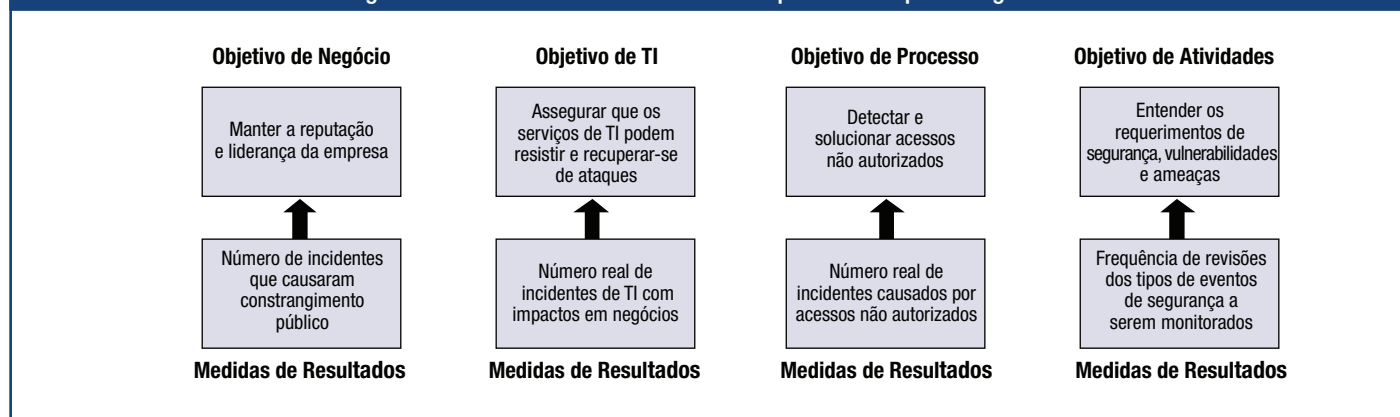 Objetivo de Negócio
Manter a reputação
e liderança da empresa
Número de incidentes
que causaram
constrangimento
público
Medidas de Resultados
Objetivo de TI
Assegurar que os
serviços de TI podem
resistir e recuperar-se
de ataques
Número real de
incidentes de TI com
impactos em negócios
Medidas de Resultados
Objetivo de Processo
Detectar e
solucionar acessos
não autorizados
Número real de
incidentes causados por
acessos não autorizados
Medidas de Resultados
Objetivo de Atividades
Entender os
requerimentos de
segurança, vulnerabilidades
e ameaças
Frequência de revisões
dos tipos de eventos
de segurança a
serem monitorados
Medidas de Resultados